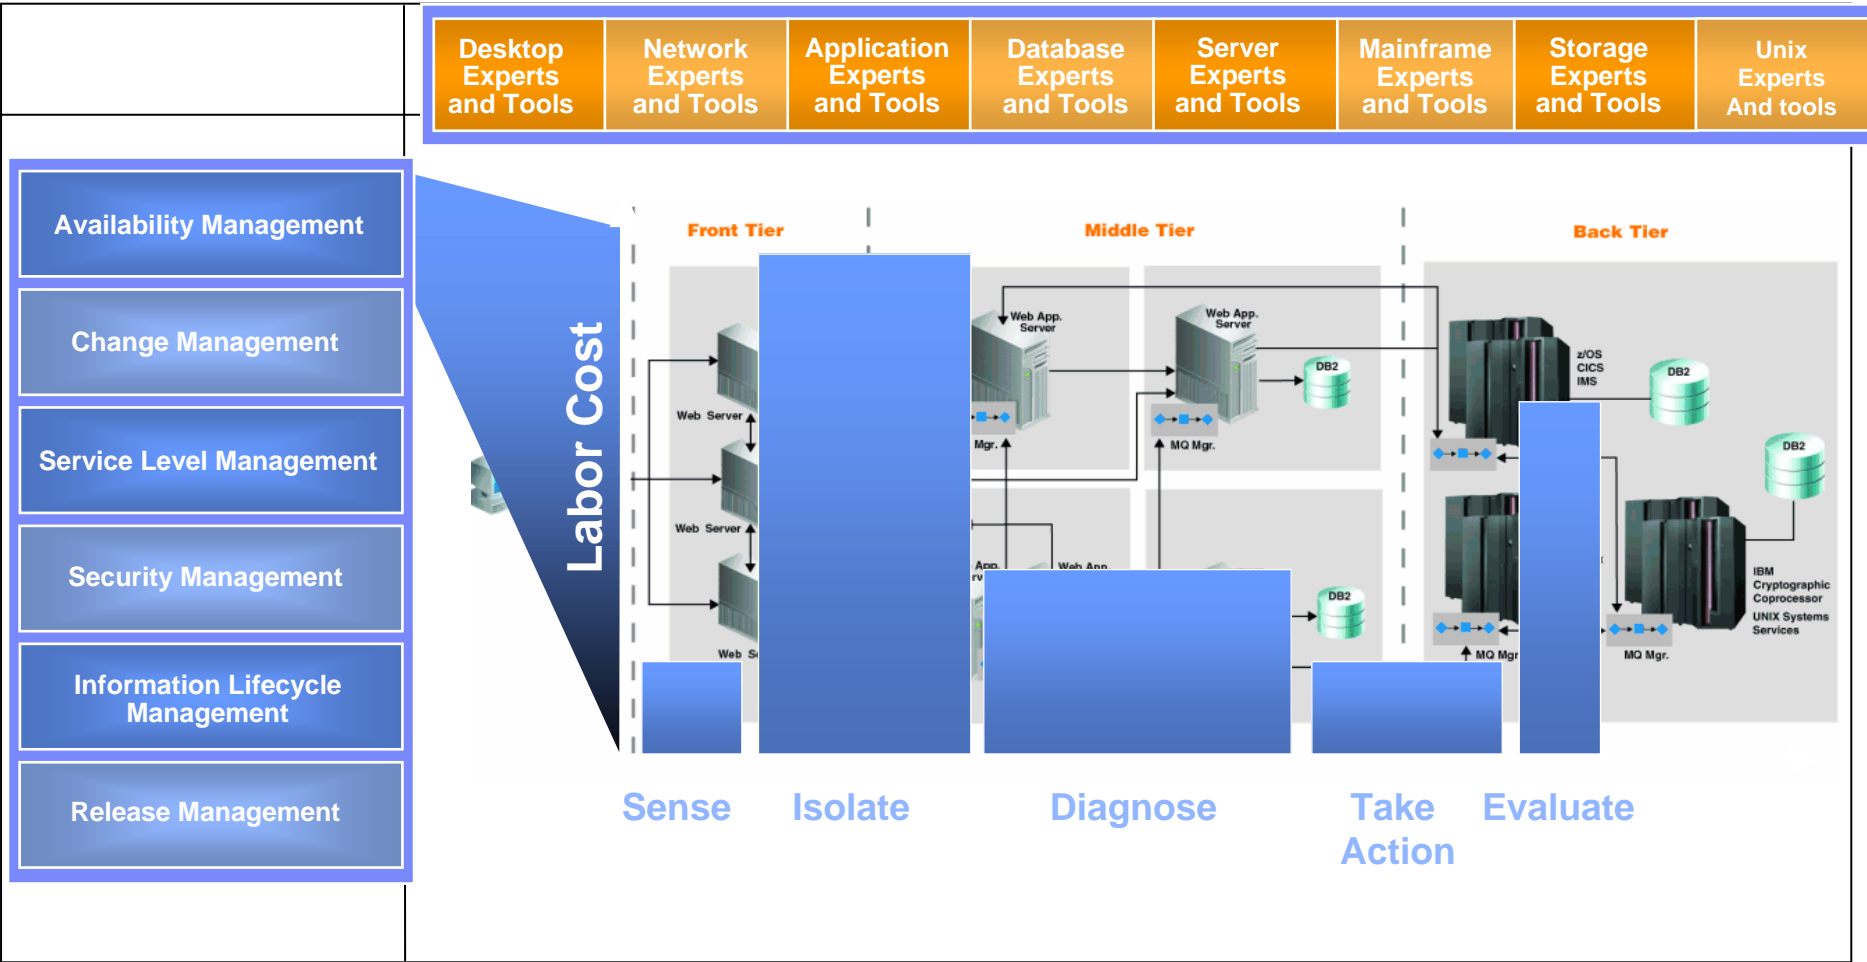 Desktop
Experts
and Tools
Network
Experts
and Tools
Application
Experts
and Tools
Database
Experts
and Tools
Server
Experts
and Tools
Mainframe
Experts
and Tools
Storage
Experts
and Tools
Unix
Experts
And tools
Availability Management
Change Management
Service Level Management
Security Management
Information Lifecycle
Management
Release Management
Labor Cost
Front Tier
Middle Tier
Back Tier
Web Server
Web Server
Web
Web App.
Server
Mgr.
Web App.
Server
DB2
MQ Mgr.
App.
Web App
DB2
z/OS
CICS
IMS
DB2
DB2
IBM
Cryptographic
Coprocessor
UNIX Systems
Services
MQ Mgr
MQ Mgr.
Sense
Isolate
Diagnose
Take
Action
Evaluate